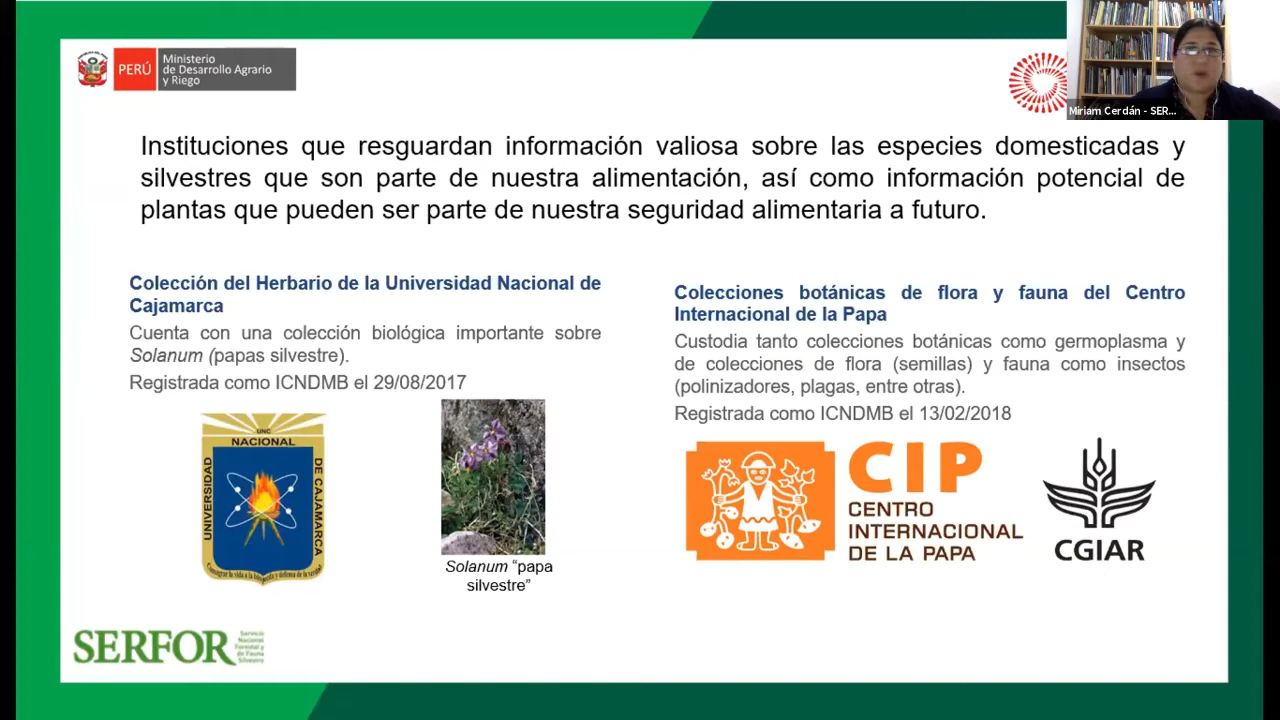 PERÚ
Ministerio
de Desarrollo Agrario
y Riego
Miriam Cerdán - SER...
Instituciones que resguardan información valiosa sobre las especies domesticadas y
silvestres que son parte de nuestra alimentación, así como información potencial de
plantas que pueden ser parte de nuestra seguridad alimentaria a futuro.
Colección del Herbario de la Universidad Nacional de
Cajamarca
Cuenta con una colección biológica importante sobre
Solanum (papas silvestre).
Registrada como ICNDMB el 29/08/2017
UNC
NACIONAL
UNIVERSIDAD
DE CAJAMARCA
Solanum “papa
silvestre”
Colecciones botánicas de flora y fauna del Centro
Internacional de la Papa
Custodia tanto colecciones botánicas como germoplasma y
de colecciones de flora (semillas) y fauna como insectos
(polinizadores, plagas, entre otras).
Registrada como ICNDMB el 13/02/2018
CIP
CENTRO
INTERNACIONAL
DE LA PAPA
CGIAR
SERFOR
Servicio
Nacional
Forestal y
de Fauna
Silvestre